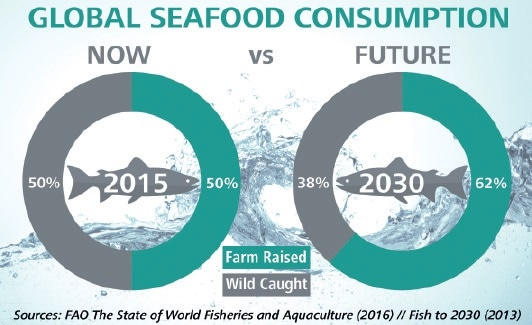 GLOBAL SEAFOOD CONSUMPTION
NOW vs FUTURE
50% 2015 50%
38% 2030 62%
Farm Raised
Wild Caught
Sources: FAO The State of World Fisheries and Aquaculture (2016) // Fish to 2030 (2013)